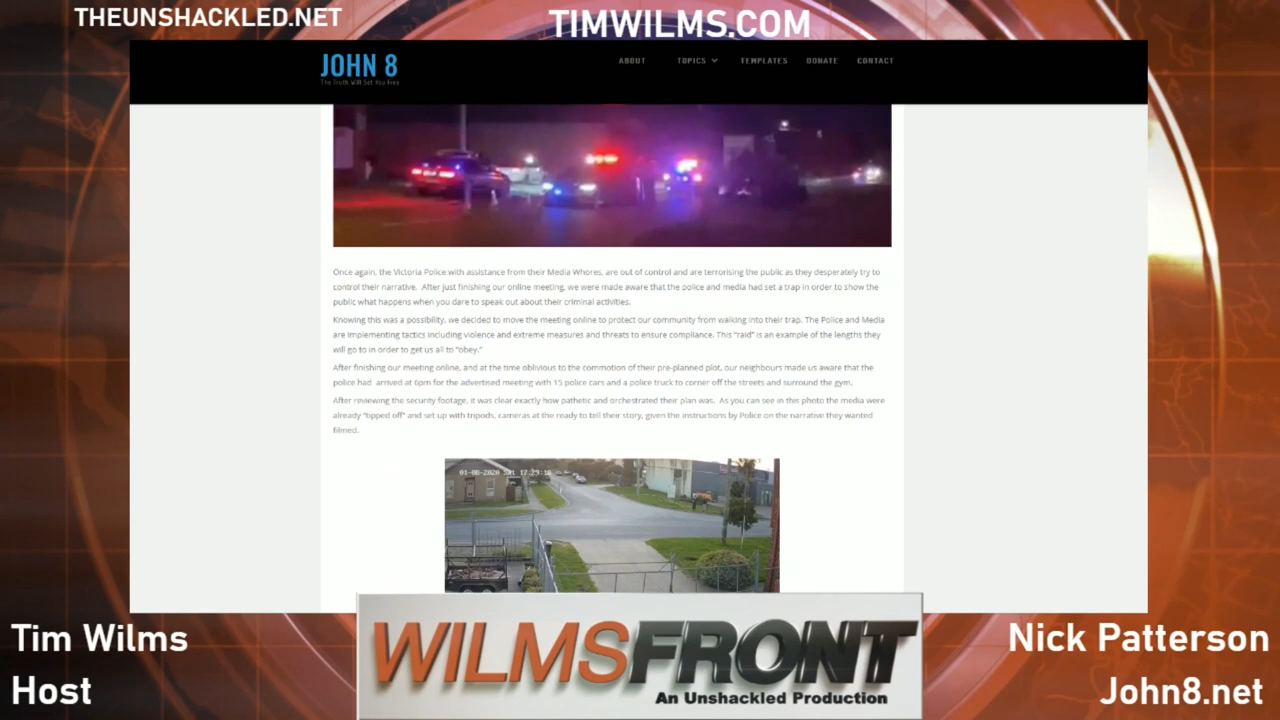 THEUNSHACKLED.NET
TIMWILMS.COM
JOHN 8
The Truth Will Set You Free
ABOUT
TOPICS
TEMPLATES
DONATE
CONTACT
Once again, the Victoria Police with assistance from their Media Whores, are out of control and are terrorising the public as they desperately try to
control their narrative. After just finishing our online meeting, we were made aware that the police and media had set a trap in order to show the
public what happens when you dare to speak out about their criminal activities.
Knowing this was a possibility, we decided to move the meeting online to protect our community from walking into their trap. The Police and Media
are implementing tactics including violence and extreme measures and threats to ensure compliance. This "raid" is an example of the lengths they
will go to in order to get us all to "obey."
After finishing our meeting online, and at the time oblivious to the commotion of their pre-planned plot, our neighbours made us aware that the
police had arrived at 6pm for the advertised meeting with 15 police cars and a police truck to corner off the streets and surround the gym.
After reviewing the security footage, it was clear exactly how pathetic and orchestrated their plan was. As you can see in this photo the media were
already "tipped off" and set up with tripods, cameras at the ready to tell their story, given the instructions by Police on the narrative they wanted
filmed.
Tim Wilms
Host
WILMSFRONT
An Unshackled Production
Nick Patterson
John8.net